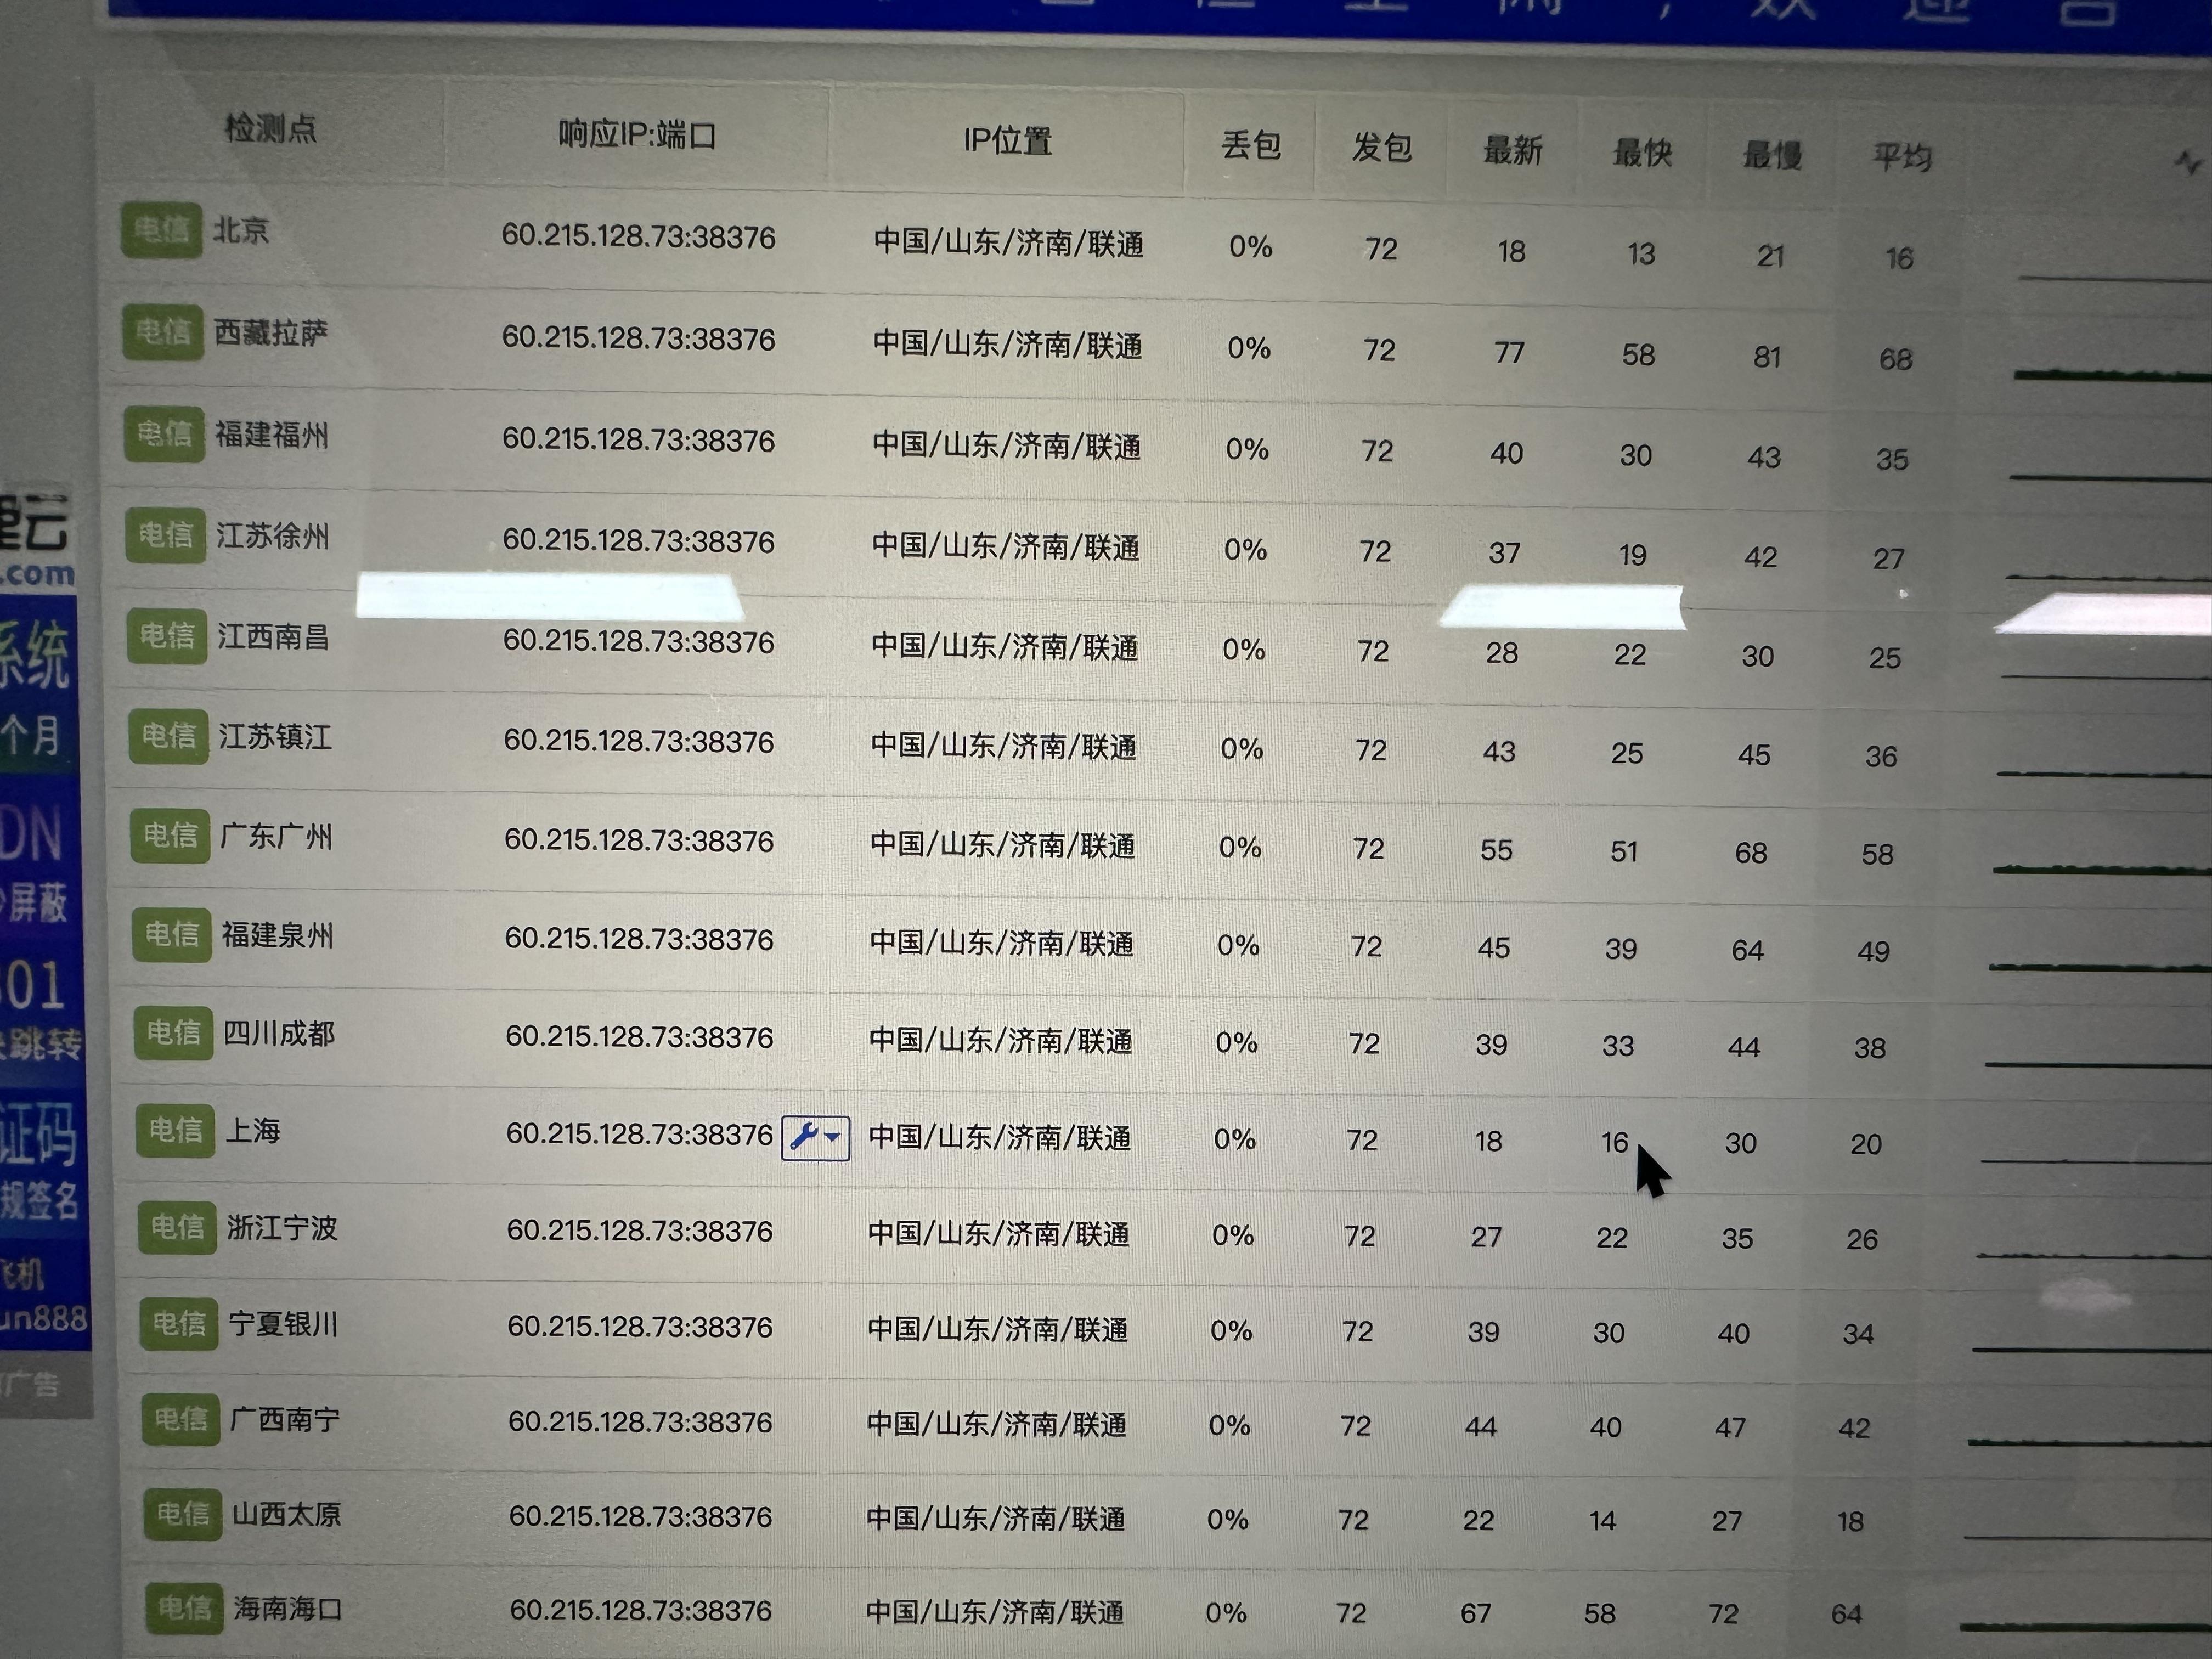 检测点 响应IP:端口 IP位置 丢包 发包 最新 最快 最慢 平均
电信 北京 60.215.128.73:38376 中国/山东/济南/联通 0% 72 18 13 21 16
电信 西藏拉萨 60.215.128.73:38376 中国/山东/济南/联通 0% 72 77 58 81 68
电信 福建福州 60.215.128.73:38376 中国/山东/济南/联通 0% 72 40 30 43 35
电信 江苏徐州 60.215.128.73:38376 中国/山东/济南/联通 0% 72 37 19 42 27
电信 江西南昌 60.215.128.73:38376 中国/山东/济南/联通 0% 72 28 22 30 25
电信 江苏镇江 60.215.128.73:38376 中国/山东/济南/联通 0% 72 43 25 45 36
电信 广东广州 60.215.128.73:38376 中国/山东/济南/联通 0% 72 55 51 68 58
电信 福建泉州 60.215.128.73:38376 中国/山东/济南/联通 0% 72 45 39 64 49
电信 四川成都 60.215.128.73:38376 中国/山东/济南/联通 0% 72 39 33 44 38
电信 上海 60.215.128.73:38376 中国/山东/济南/联通 0% 72 18 16 30 20
电信 浙江宁波 60.215.128.73:38376 中国/山东/济南/联通 0% 72 27 22 35 26
电信 宁夏银川 60.215.128.73:38376 中国/山东/济南/联通 0% 72 39 30 40 34
电信 广西南宁 60.215.128.73:38376 中国/山东/济南/联通 0% 72 44 40 47 42
电信 山西太原 60.215.128.73:38376 中国/山东/济南/联通 0% 72 22 14 27 18
电信 海南海口 60.215.128.73:38376 中国/山东/济南/联通 0% 72 67 58 72 64
云
.com
系统
个月
DN
屏蔽
01
跳转
证码
规签名
飞机
un888
广告